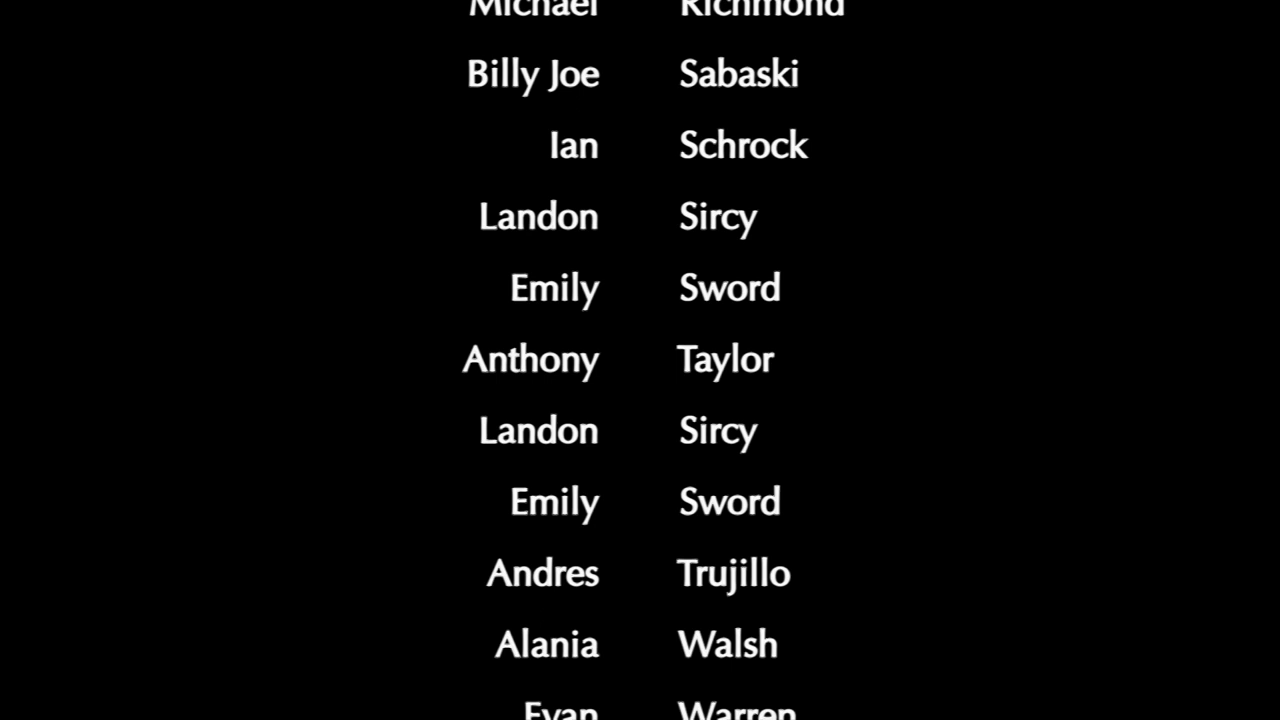 Michael Richmond
Billy Joe Sabaski
Ian Schrock
Landon Sircy
Emily Sword
Anthony Taylor
Landon Sircy
Emily Sword
Andres Trujillo
Alania Walsh
Evan Warren